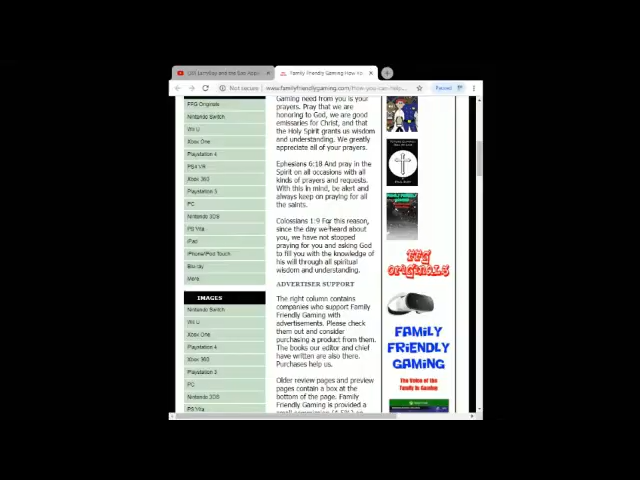 Family Friendly Gaming How Yo
Not secure
www.familyfriendlygaming.com/How-you-can-help
Paused
FFG Originals
Nintendo Switch
Wii U
Xbox One
Playstation 4
PSX VR
Xbox 360
Playstation 3
PC
Nintendo 3DS
PS Vita
iPad
iPhone/iPod Touch
Blu-ray
More
IMAGES
Nintendo Switch
Wii U
Xbox One
Playstation 4
Xbox 360
Playstation 3
PC
Nintendo 3DS
PS Vita
Gaming need from you is your
prayers. Pray that we are
honoring to God, we are good
emissaries for Christ, and that
the Holy Spirit grants us wisdom
and understanding. We greatly
appreciate all of your prayers.
Ephesians 6:18 And pray in the
Spirit on all occasions with all
kinds of prayers and requests.
With this in mind, be alert and
always keep on praying for all
the saints.
Colossians 1:9 For this reason,
since the day we heard about
you, we have not stopped
praying for you and asking God
to fill you with the knowledge of
his will through all spiritual
wisdom and understanding.
ADVERTISER SUPPORT
The right column contains
companies who support Family
Friendly Gaming with
advertisements. Please check
them out and consider
purchasing a product from them.
The books our editor and chief
have written are also there.
Purchases help us.
Older review pages and preview
pages contain a box at the
bottom of the page. Family
Friendly Gaming is provided a
FFG
ORIGINALS
FAMILY
FRIENDLY
GAMING
The Voice of the
Family in Gaming